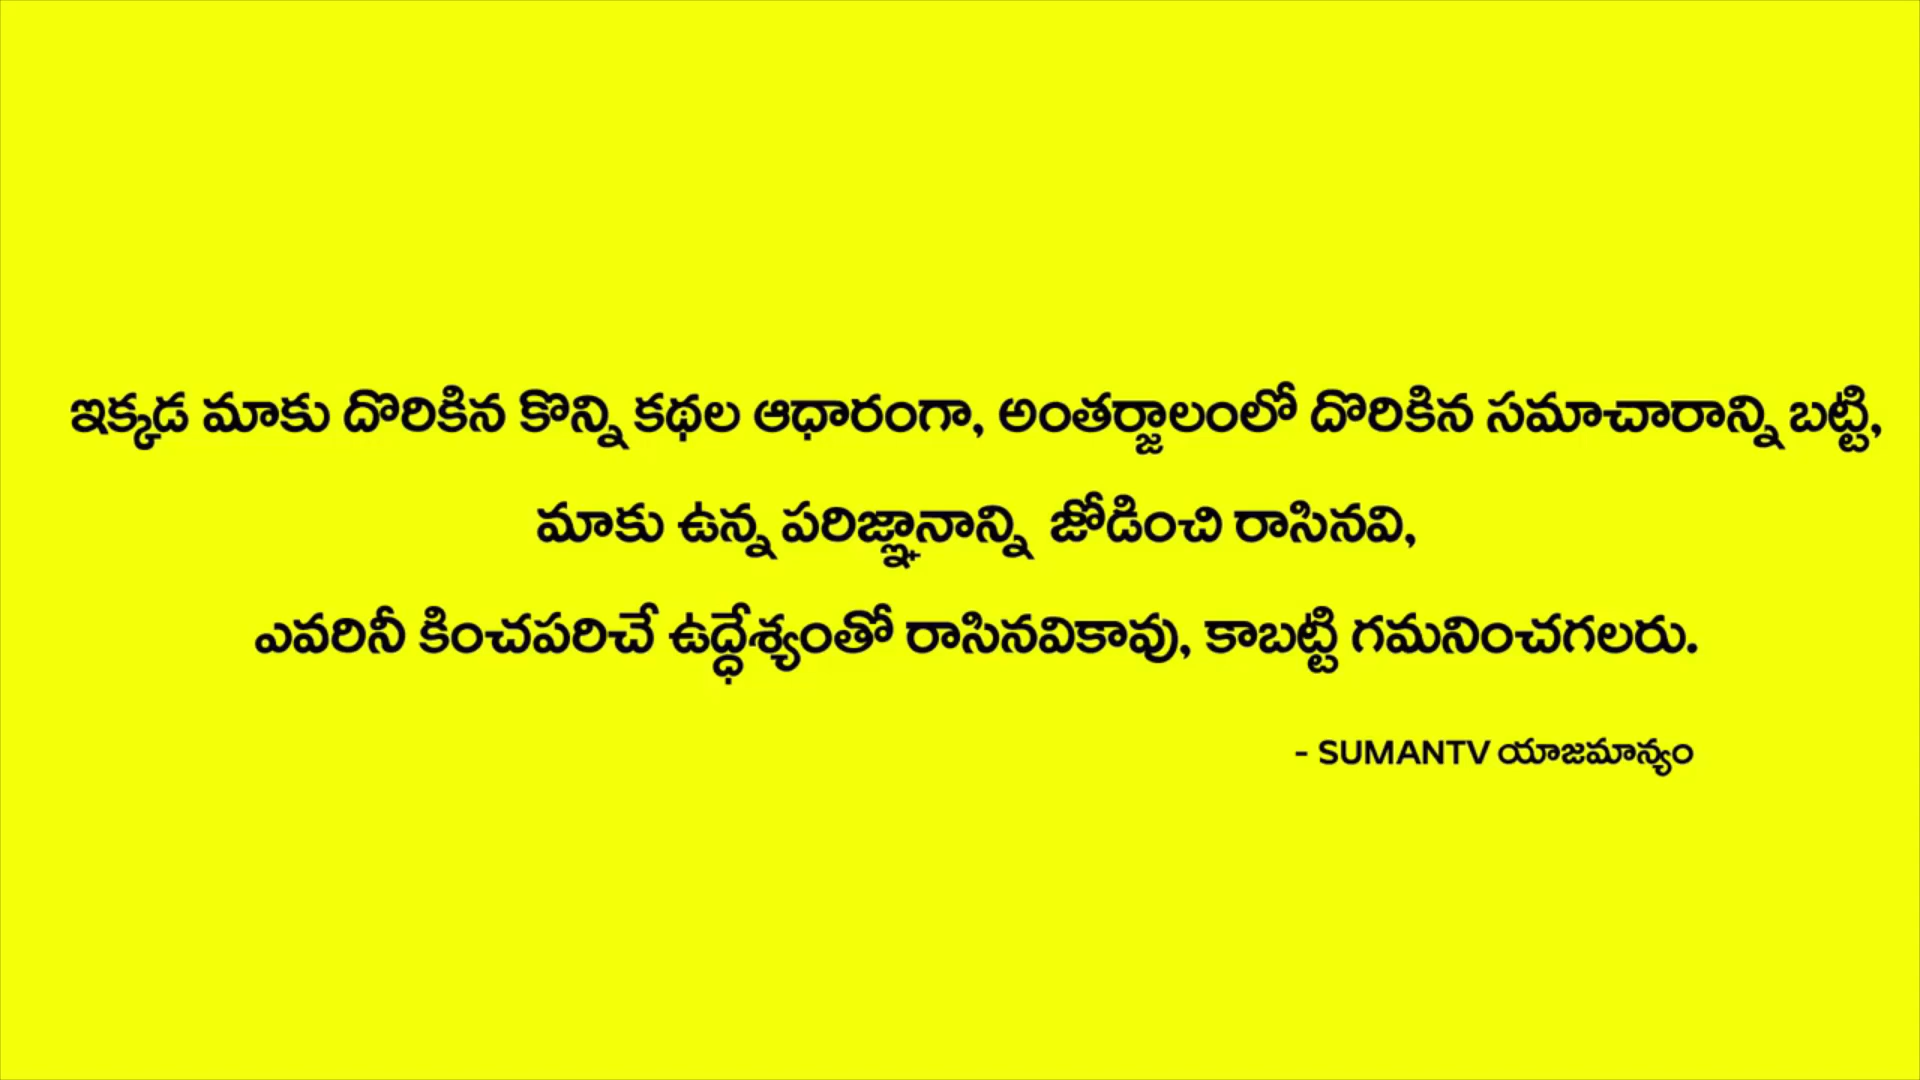 ఇక్కడ మాకు దొరికిన కొన్ని కథల ఆధారంగా, అంతర్జాలంలో దొరికిన సమాచారాన్ని బట్టి,
మాకు ఉన్న పరిజ్ఞానాన్ని జోడించి రాసినవి,
ఎవరినీ కించపరిచే ఉద్ధేశ్యంతో రాసినవికావు, కాబట్టి గమనించగలరు.
- SUMANTV యాజమాన్యం